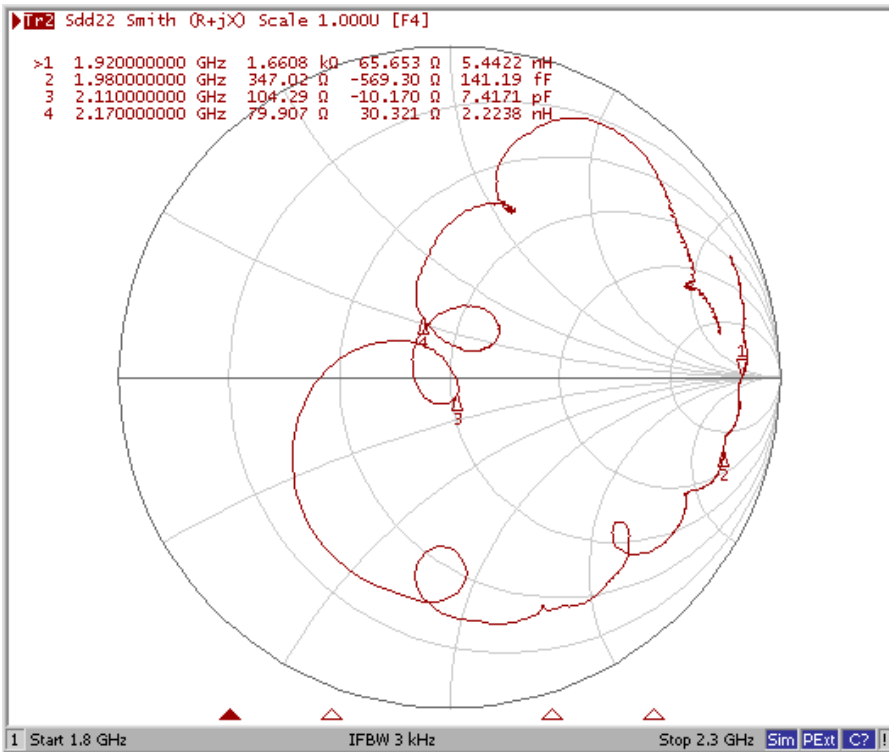 Tr2 Sdd22 Smith (R+jX) Scale 1.000U [F4]
>1 1.920000000 GHz 1.6608 kΩ 65.653 Ω 5.4422 nH
2 1.980000000 GHz 347.02 Ω -569.30 Ω 141.19 fF
3 2.110000000 GHz 104.29 Ω -10.170 Ω 7.4171 pF
4 2.170000000 GHz 79.907 Ω 30.321 Ω 2.2238 nH
1
4
3
2
1 Start 1.8 GHz IFBW 3 kHz Stop 2.3 GHz Sim PExt C? !